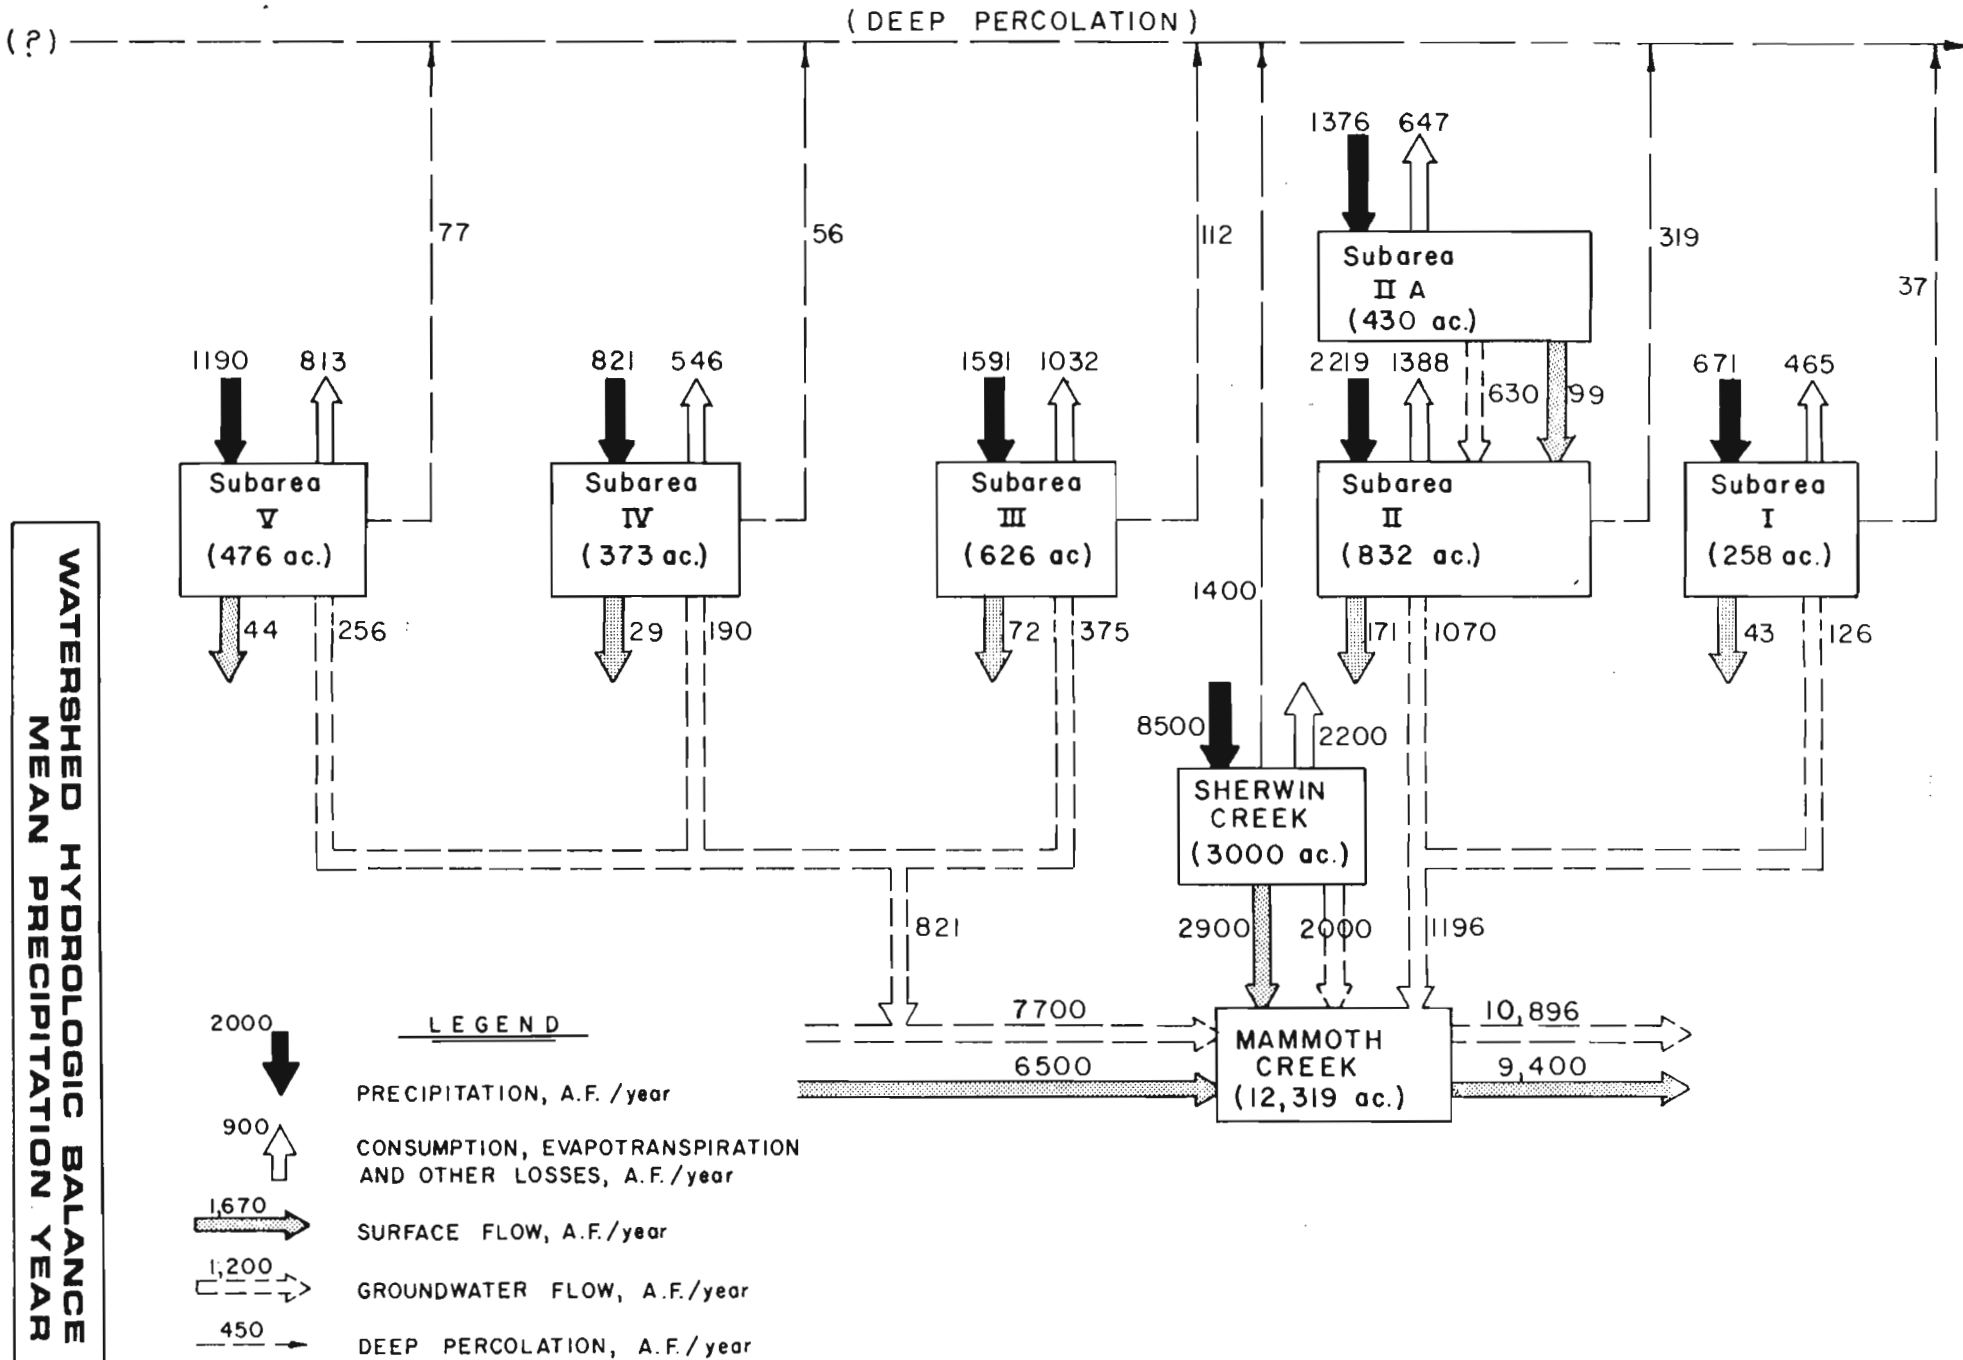 (DEEP PERCOLATION)
(?)
1376 647
77
56
112
319
37
Subarea
II A
(430 ac.)
1190 813
821 546
1591 1032
2219 1388
630 99
671 465
Subarea
V
(476 ac.)
Subarea
IV
(373 ac.)
Subarea
III
(626 ac)
Subarea
II
(832 ac.)
Subarea
I
(258 ac.)
44 256
29 190
72 375
1400
171 1070
43 126
8500 2200
SHERWIN
CREEK
(3000 ac.)
821
2900 2000 1196
7700
6500
MAMMOTH
CREEK
(12,319 ac.)
10,896
9,400
LEGEND
2000
PRECIPITATION, A.F./year
900
CONSUMPTION, EVAPOTRANSPIRATION
AND OTHER LOSSES, A.F./year
1,670
SURFACE FLOW, A.F./year
1,200
GROUNDWATER FLOW, A.F./year
450
DEEP PERCOLATION, A.F./year
WATERSHED HYDROLOGIC BALANCE
MEAN PRECIPITATION YEAR